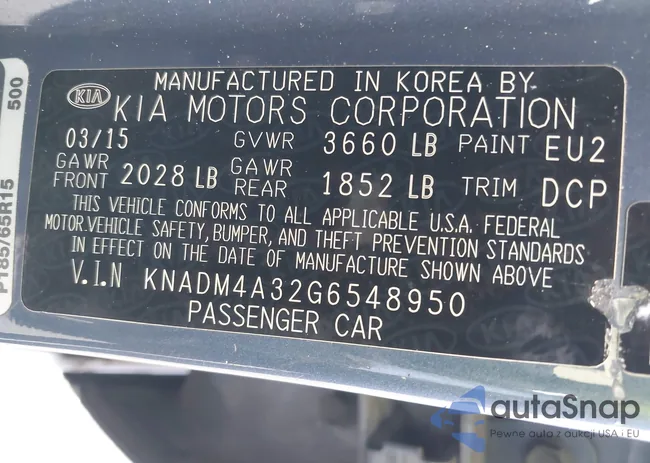 MANUFACTURED IN KOREA BY
KIA KIA MOTORS CORPORATION
03/15 GVWR 3660 LB PAINT EU2
GAWR FRONT 2028 LB GAWR REAR 1852 LB TRIM DCP
THIS VEHICLE CONFORMS TO ALL APPLICABLE U.S.A. FEDERAL
MOTOR VEHICLE SAFETY, BUMPER, AND THEFT PREVENTION STANDARDS
IN EFFECT ON THE DATE OF MANUFACTURE SHOWN ABOVE
V.I.N KNADM4A32G6548950
PASSENGER CAR
500
P185/65R15
autaSnap
Pewne auto z aukcji USA i EU